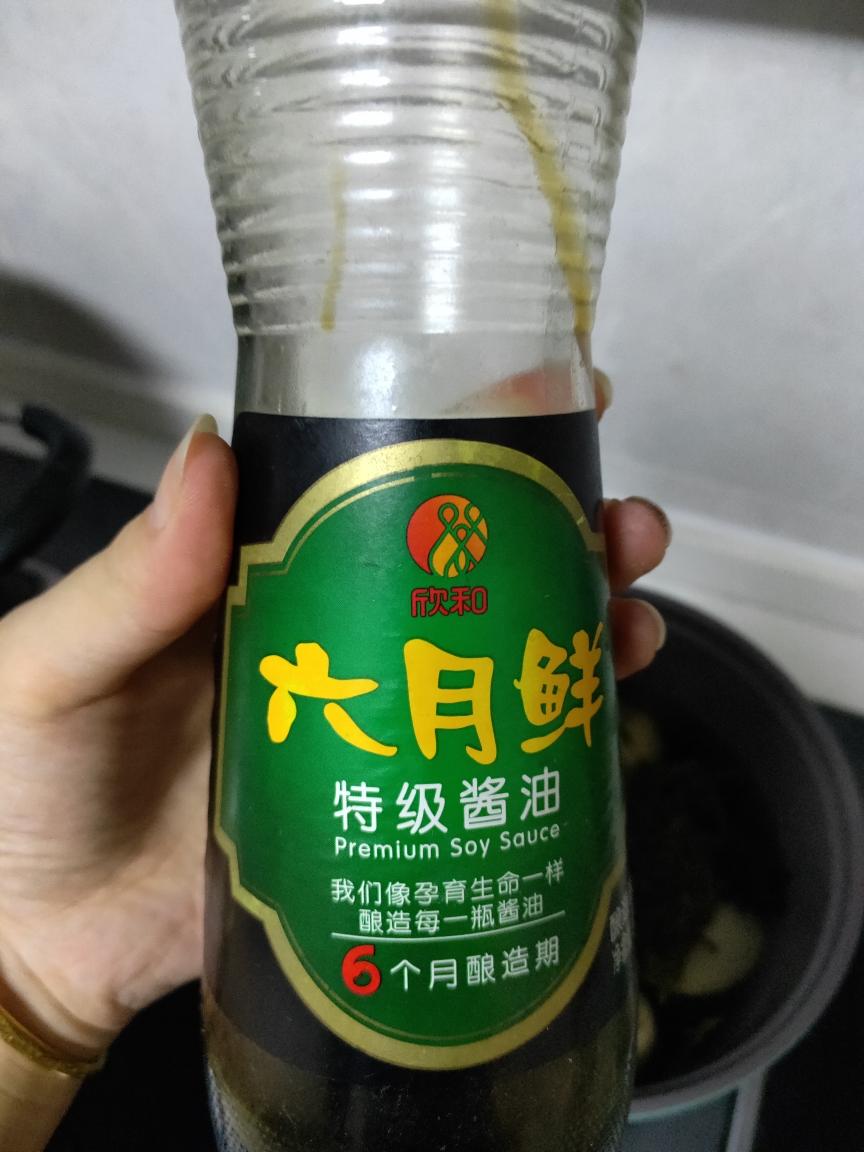 欣和
六月鲜
特级酱油
Premium Soy Sauce
我们像孕育生命一样
酿造每一瓶酱油
6个月酿造期